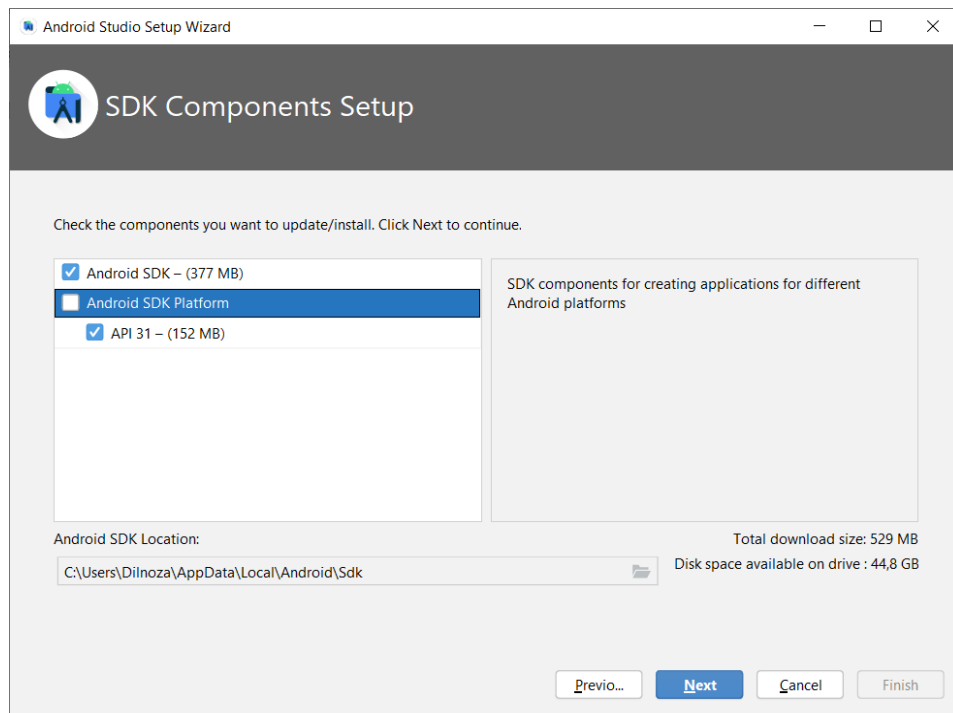 Android Studio Setup Wizard
SDK Components Setup
Check the components you want to update/install. Click Next to continue.
Android SDK – (377 MB)
Android SDK Platform
API 31 – (152 MB)
SDK components for creating applications for different
Android platforms
Android SDK Location:
C:\Users\Dilnoza\AppData\Local\Android\Sdk
Total download size: 529 MB
Disk space available on drive : 44,8 GB
Previo...
Next
Cancel
Finish